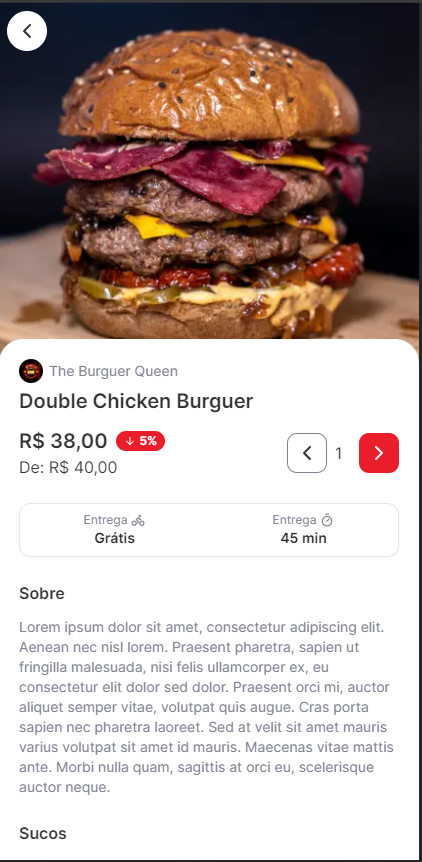 The Burguer Queen
Double Chicken Burguer
R$ 38,00 ↓ 5%
De: R$ 40,00
1
Entrega Entrega
Grátis 45 min
Sobre
Lorem ipsum dolor sit amet, consectetur adipiscing elit.
Aenean nec nisl lorem. Praesent pharetra, sapien ut
fringilla malesuada, nisi felis ullamcorper ex, eu
consectetur elit dolor sed dolor. Praesent orci mi, auctor
aliquet semper vitae, volutpat quis augue. Cras porta
sapien nec pharetra laoreet. Sed at velit sit amet mauris
varius volutpat sit amet id mauris. Maecenas vitae mattis
ante. Morbi nulla quam, sagittis at orci eu, scelerisque
auctor neque.
Sucos